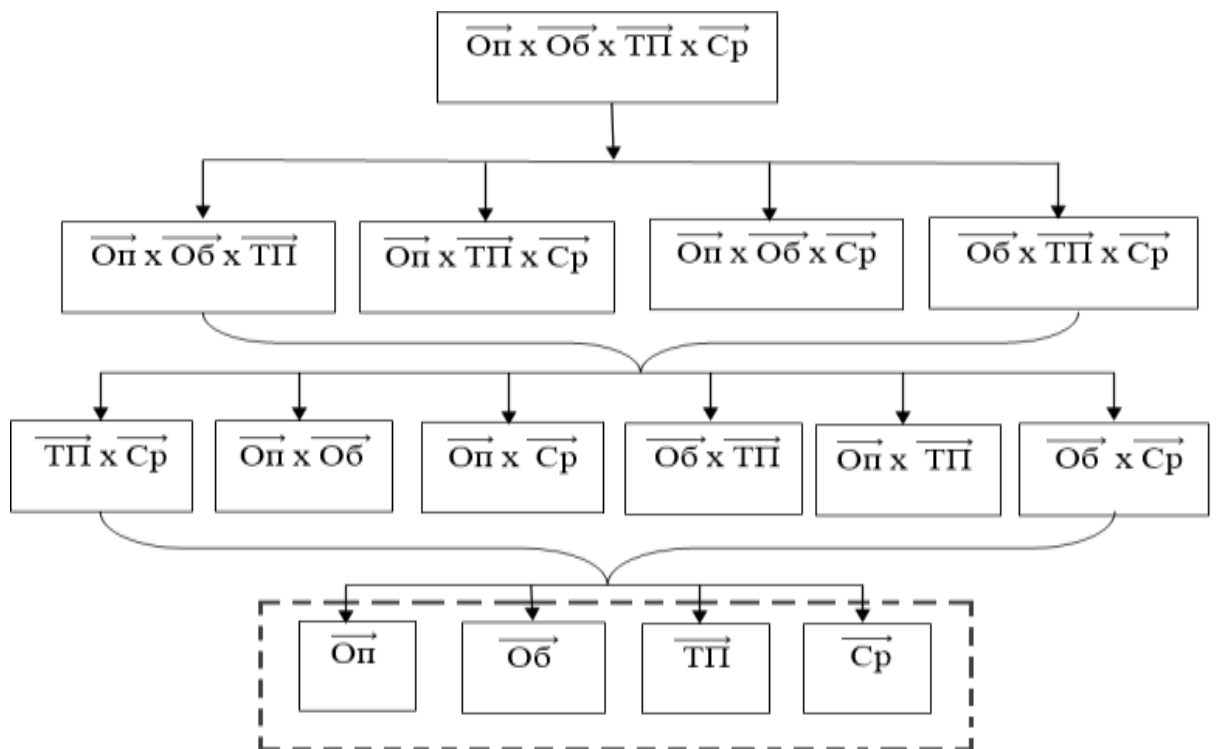 Оп x Об x ТП x Ср
Оп x Об x ТП
Оп x ТП x Ср
Оп x Об x Ср
Об x ТП x Ср
ТП x Ср
Оп x Об
Оп x Ср
Об x ТП
Оп x ТП
Об x Ср
Оп
Об
ТП
Ср